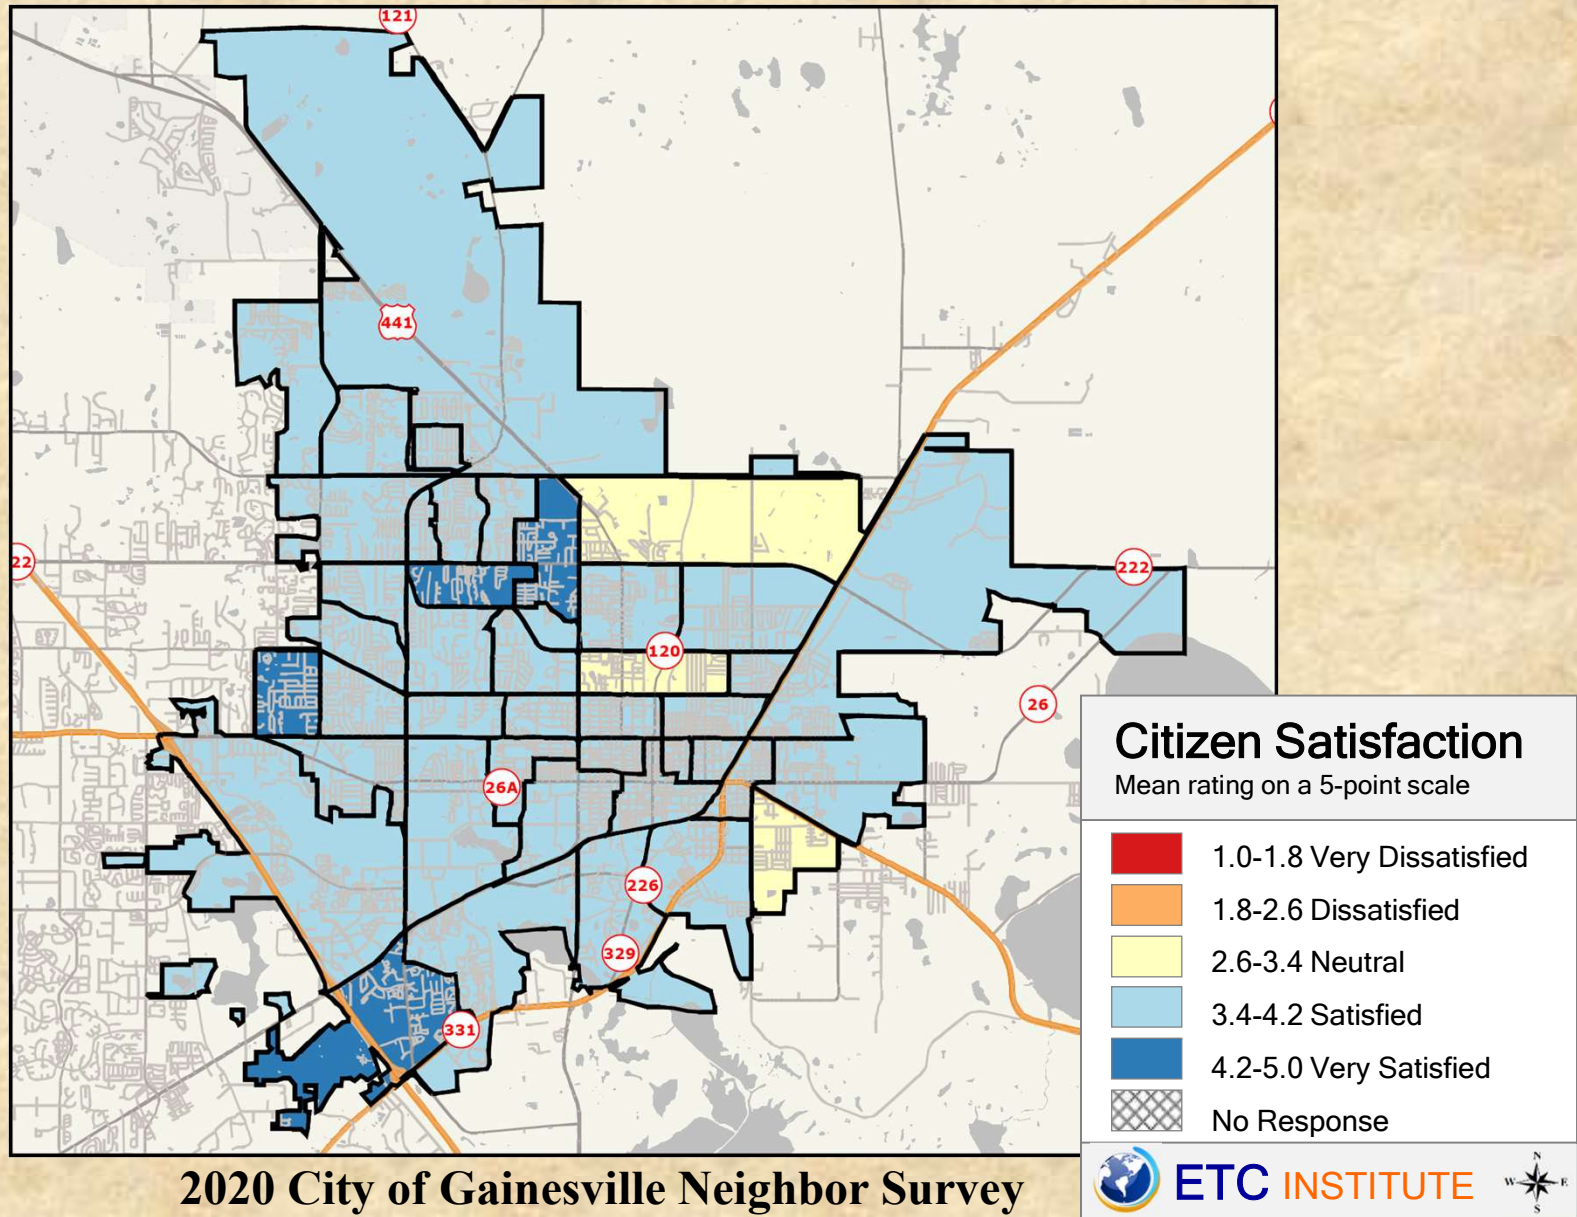 121
441
22
222
120
26
26A
226
329
331
Citizen Satisfaction
Mean rating on a 5-point scale
1.0-1.8 Very Dissatisfied
1.8-2.6 Dissatisfied
2.6-3.4 Neutral
3.4-4.2 Satisfied
4.2-5.0 Very Satisfied
No Response
2020 City of Gainesville Neighbor Survey
ETC INSTITUTE
N
W E
S